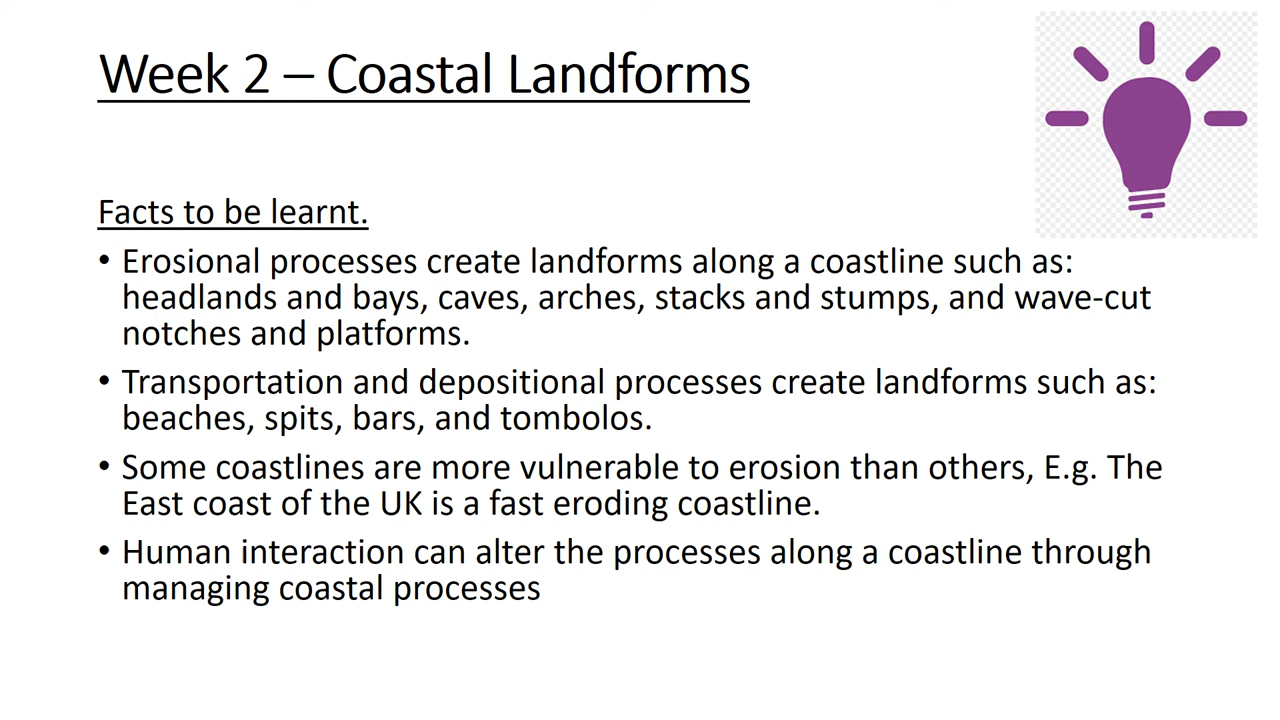 Week 2 – Coastal Landforms
Facts to be learnt.
• Erosional processes create landforms along a coastline such as:
headlands and bays, caves, arches, stacks and stumps, and wave-cut
notches and platforms.
• Transportation and depositional processes create landforms such as:
beaches, spits, bars, and tombolos.
• Some coastlines are more vulnerable to erosion than others, E.g. The
East coast of the UK is a fast eroding coastline.
• Human interaction can alter the processes along a coastline through
managing coastal processes